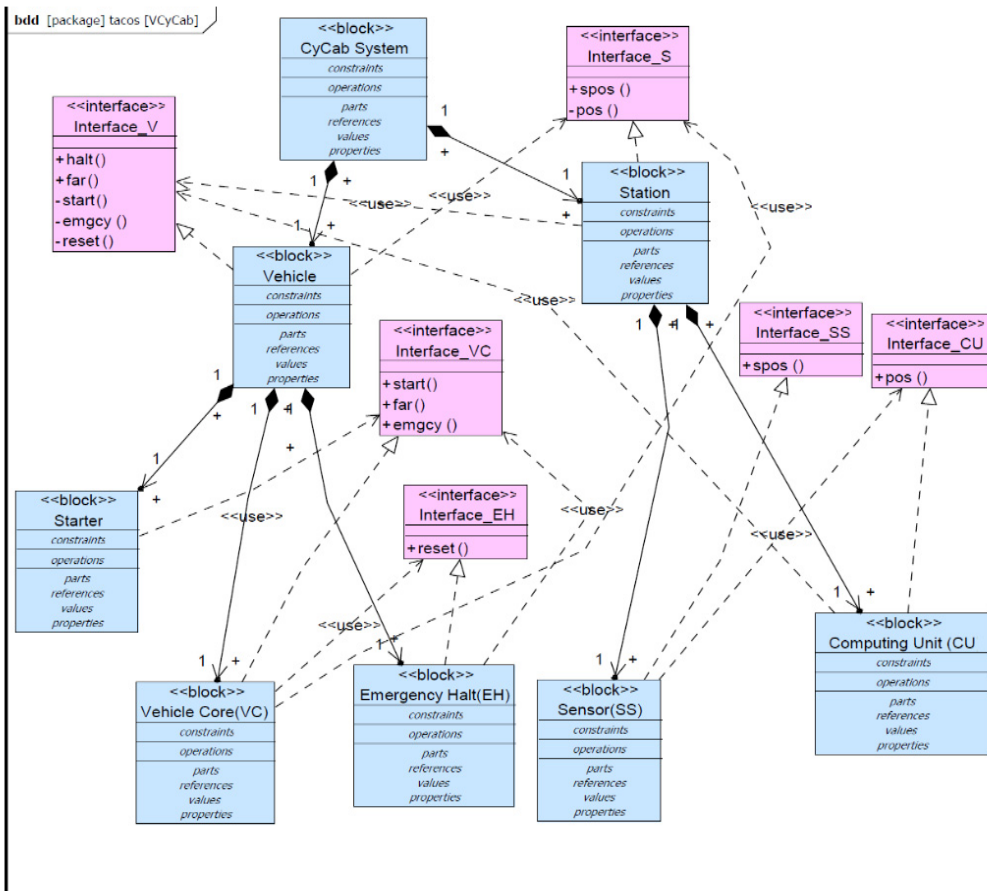 bdd [package] tacos [VCyCab]
<<block>>
CyCab System
constraints
operations
parts
references
values
properties
<<interface>>
Interface_S
+ spos ()
- pos ()
<<interface>>
Interface_V
+ halt()
+ far()
- start()
- emgcy ()
- reset()
1
+
1
+
1
+
1
+
<<use>>
<<use>>
<<use>>
<<block>>
Station
constraints
operations
parts
references
values
properties
<<block>>
Vehicle
constraints
operations
parts
references
values
properties
<<use>>
<<interface>>
Interface_SS
+ spos ()
<<interface>>
Interface_CU
+ pos ()
<<interface>>
Interface_VC
+ start()
+ far()
+ emgcy ()
1
+
1
+
1
+
1
+
1
+
+
1
+
<<block>>
Starter
constraints
operations
parts
references
values
properties
<<use>>
<<interface>>
Interface_EH
+ reset ()
<<use>>
<<use>>
<<use>>
1
+
1
+
1
+
1
+
<<block>>
Vehicle Core(VC)
constraints
operations
parts
references
values
properties
<<block>>
Emergency Halt(EH)
constraints
operations
parts
references
values
properties
<<block>>
Sensor(SS)
constraints
operations
parts
references
values
properties
<<block>>
Computing Unit (CU
constraints
operations
parts
references
values
properties